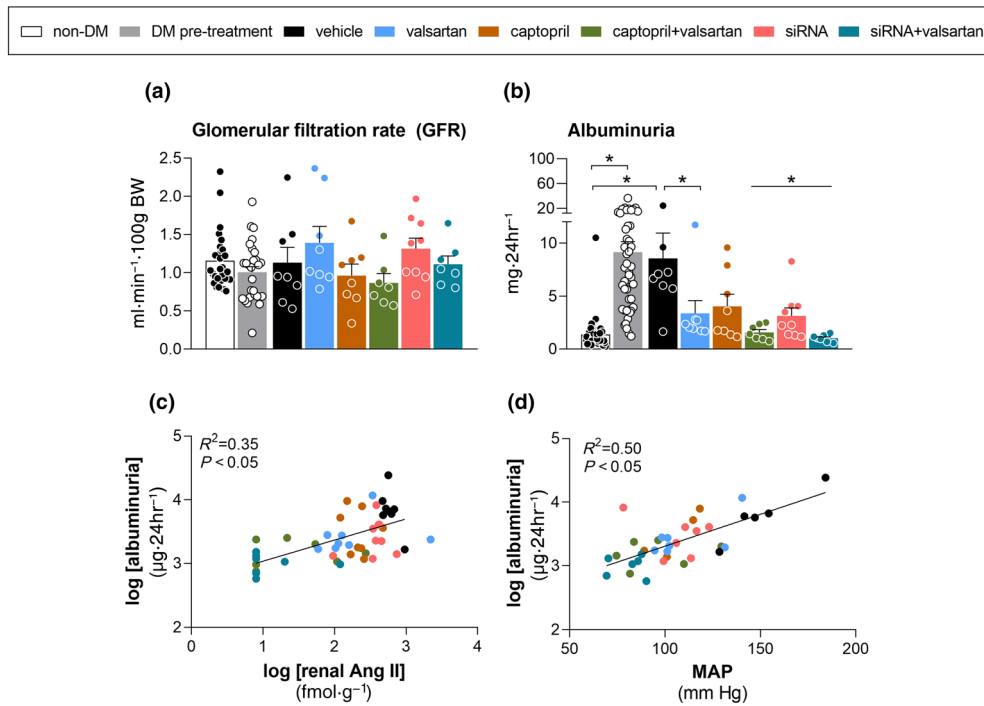 non-DM DM pre-treatment vehicle valsartan captopril captopril+valsartan siRNA siRNA+valsartan
(a)
Glomerular filtration rate (GFR)
ml·min⁻¹·100g BW
2.5
2.0
1.5
1.0
0.5
0.0
(b)
Albuminuria
mg·24hr⁻¹
100
60
20
10
5
0
*
*
*
*
(c)
log [albuminuria]
(µg·24hr⁻¹)
R²=0.35
P < 0.05
5
4
3
2
0 1 2 3 4
log [renal Ang II]
(fmol·g⁻¹)
(d)
log [albuminuria]
(µg·24hr⁻¹)
R²=0.50
P < 0.05
5
4
3
2
50 100 150 200
MAP
(mm Hg)